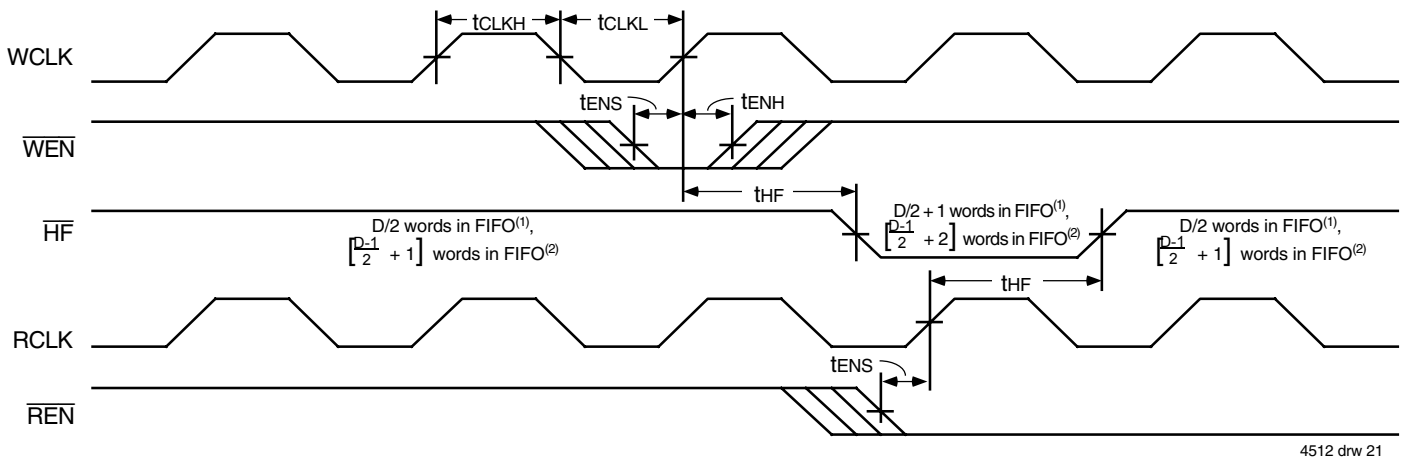 tCLKH tCLKL
WCLK
tENS tENH
WEN
tHF
HF
D/2 words in FIFO(1),
[D-1/2 + 1] words in FIFO(2)
D/2 + 1 words in FIFO(1),
[D-1/2 + 2] words in FIFO(2)
D/2 words in FIFO(1),
[D-1/2 + 1] words in FIFO(2)
tHF
RCLK
tENS
REN
4512 drw 21